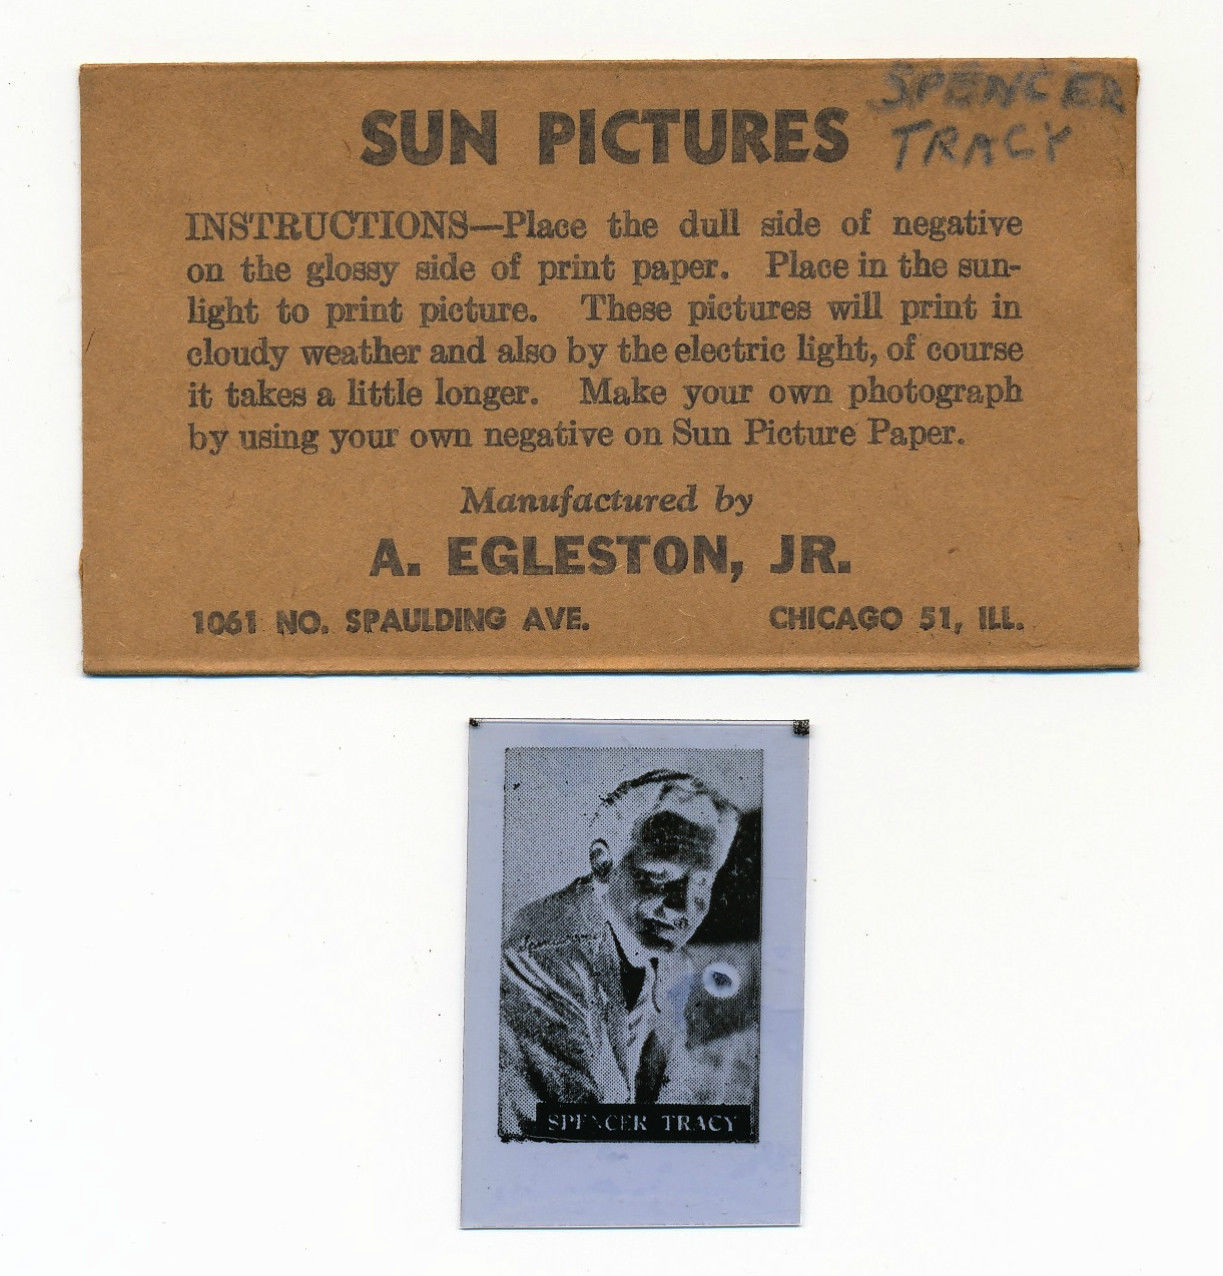 SPENCER
TRACY
SUN PICTURES
INSTRUCTIONS—Place the dull side of negative
on the glossy side of print paper. Place in the sun-
light to print picture. These pictures will print in
cloudy weather and also by the electric light, of course
it takes a little longer. Make your own photograph
by using your own negative on Sun Picture Paper.
Manufactured by
A. EGLESTON, JR.
1061 NO. SPAULDING AVE. CHICAGO 51, ILL.
SPENCER TRACY